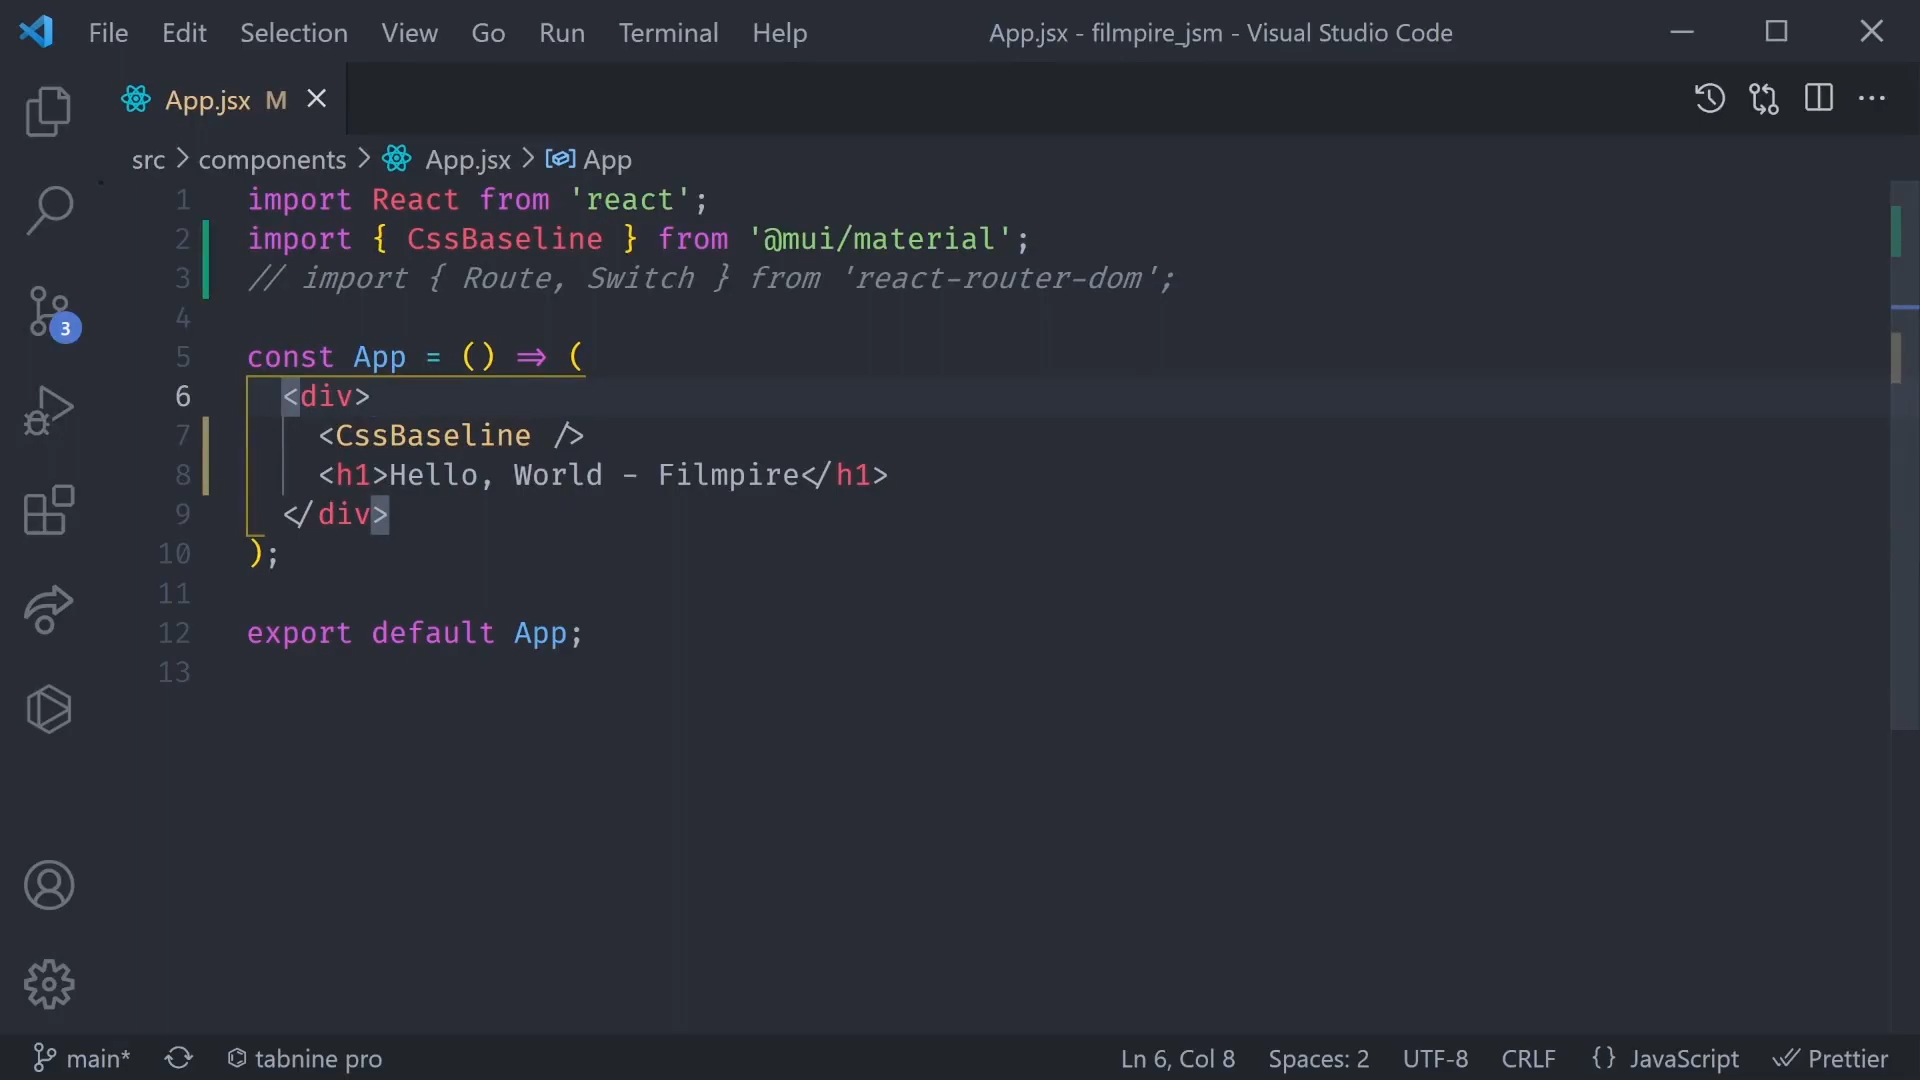 File Edit Selection View Go Run Terminal Help App.jsx - filmpire_jsm - Visual Studio Code
App.jsx M
src > components > App.jsx > App
1 import React from 'react';
2 import { CssBaseline } from '@mui/material';
3 // import { Route, Switch } from 'react-router-dom';
4
5 const App = () => (
6 <div>
7 <CssBaseline />
8 <h1>Hello, World - Filmpire</h1>
9 </div>
10 );
11
12 export default App;
13
3
main* tabnine pro Ln 6, Col 8 Spaces: 2 UTF-8 CRLF {} JavaScript Prettier